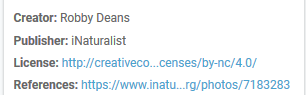 Creator: Robby Deans
Publisher: iNaturalist
License: http://creativeco...censes/by-nc/4.0/
References: https://www.inatu...rg/photos/7183283